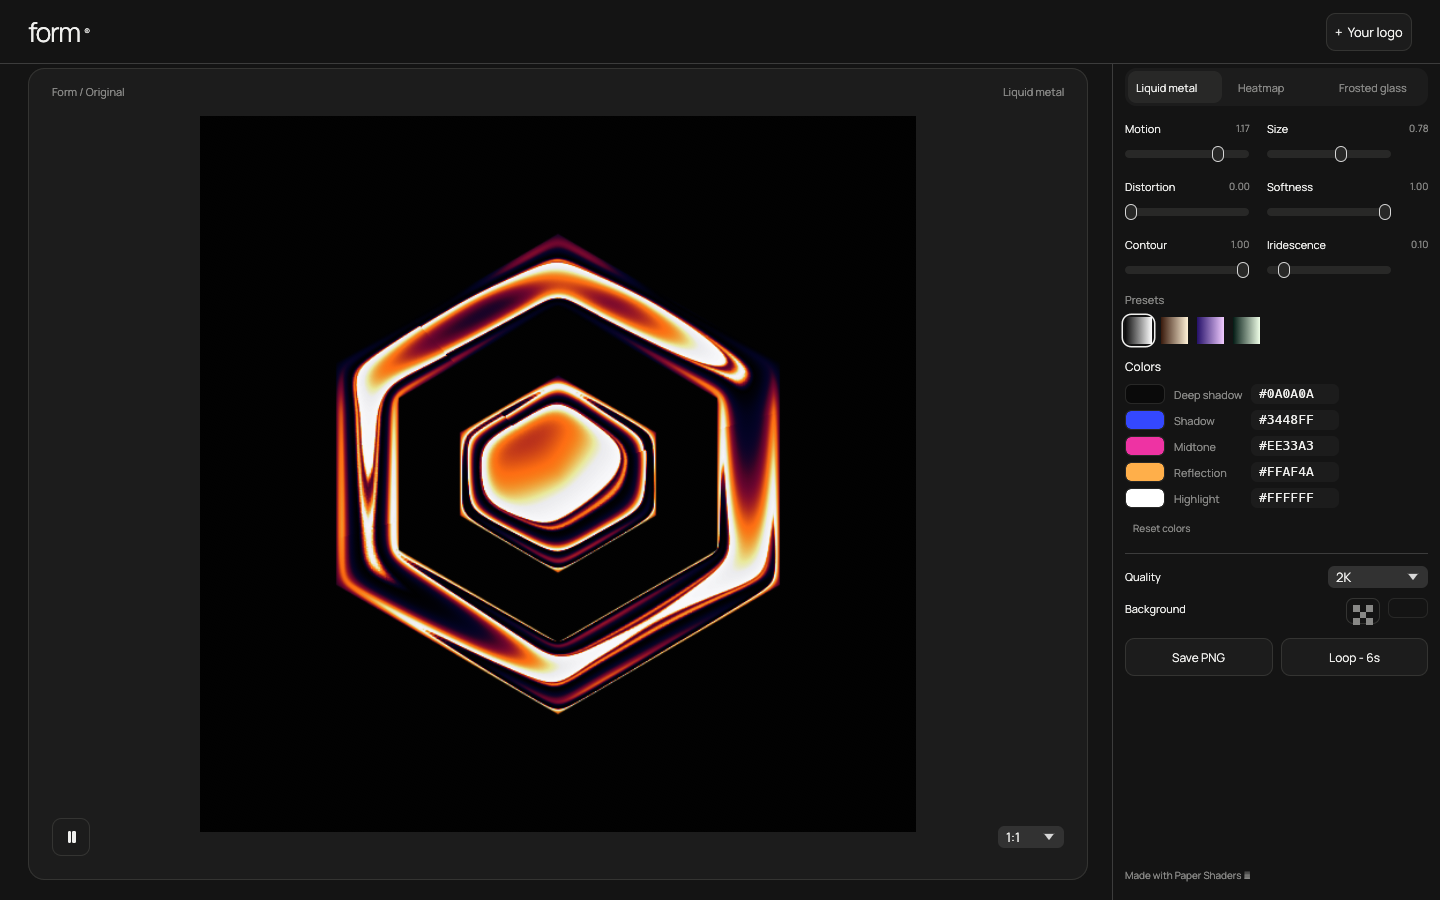 form ®
+ Your logo
Form / Original
Liquid metal
Liquid metal
Heatmap
Frosted glass
Motion 1.17
Size 0.78
Distortion 0.00
Softness 1.00
Contour 1.00
Iridescence 0.10
Presets
Colors
Deep shadow #0A0A0A
Shadow #3448FF
Midtone #EE33A3
Reflection #FFAF4A
Highlight #FFFFFF
Reset colors
Quality 2K
Background
Save PNG
Loop - 6s
1:1
Made with Paper Shaders